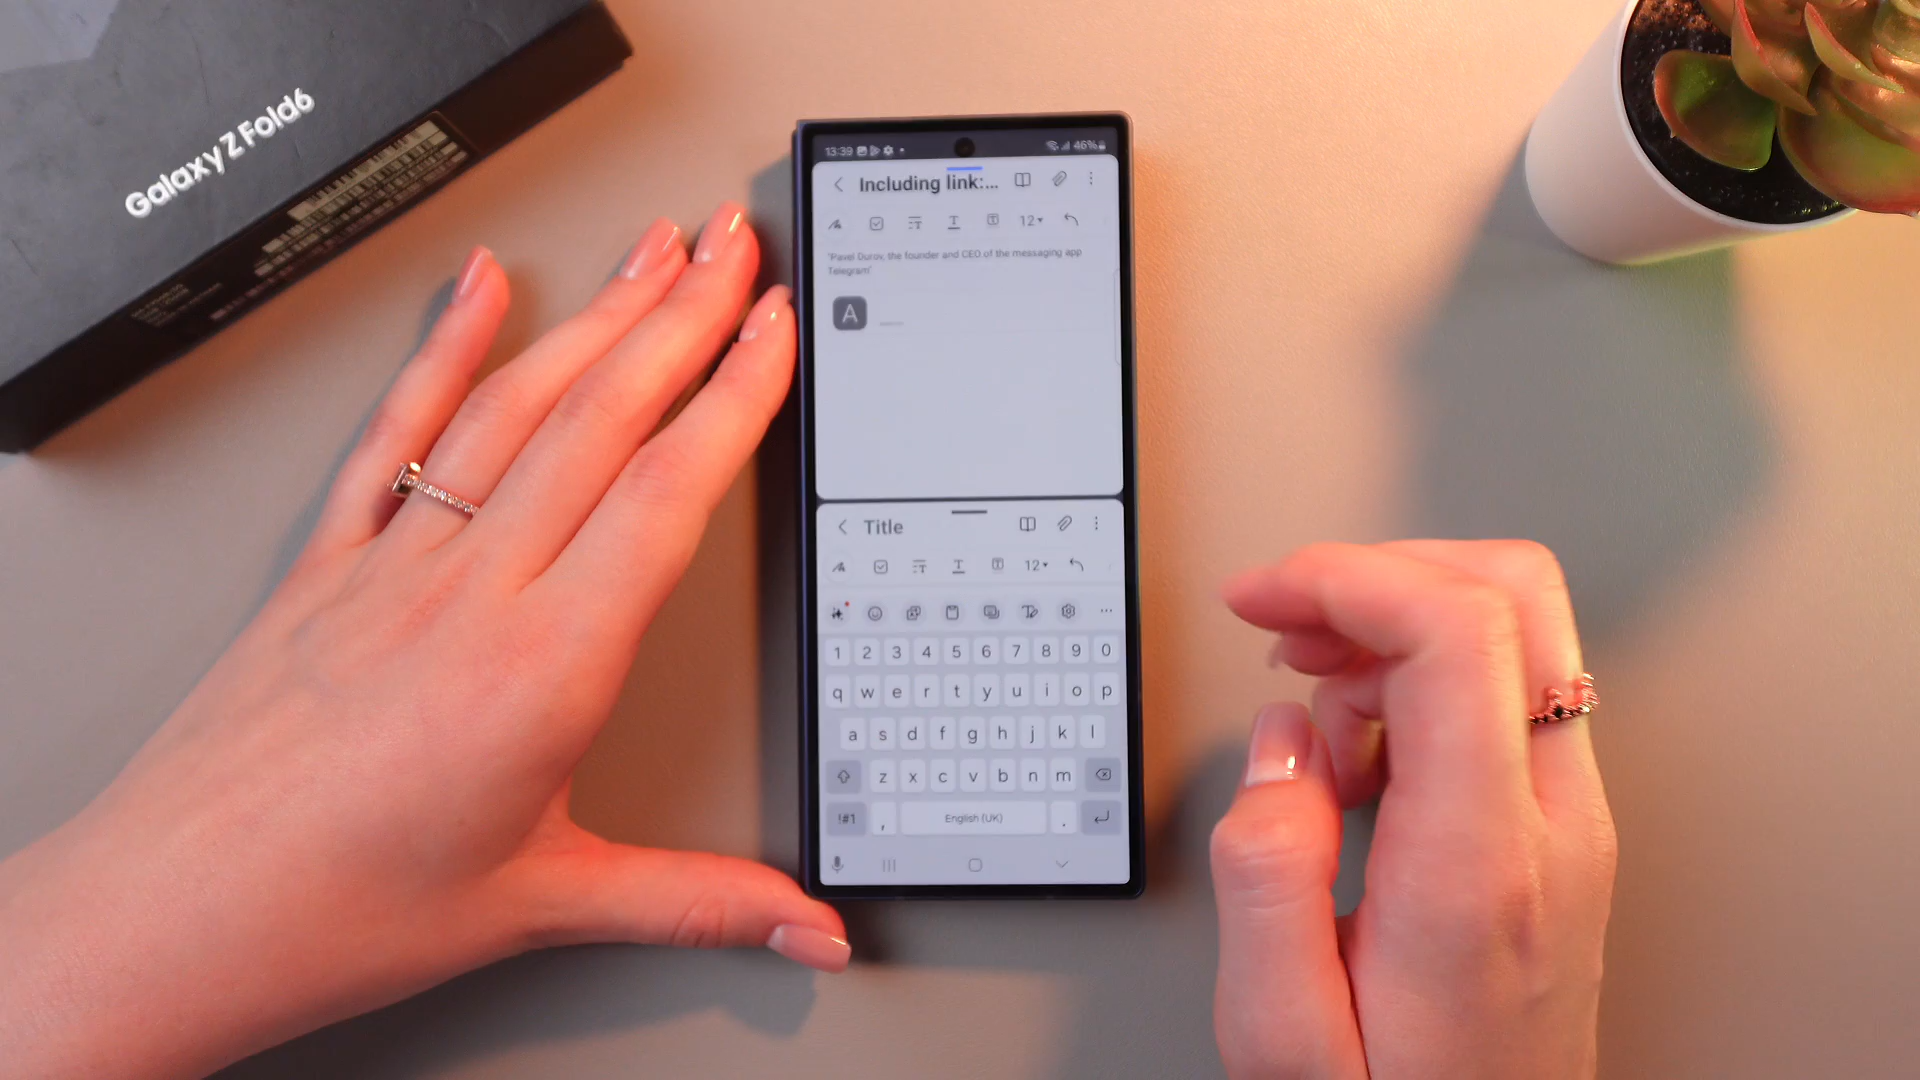 Galaxy Z Fold6
13:39
46%
Including link:...
12
"Pavel Durov, the founder and CEO of the messaging app
Telegram"
A
Title
12
1 2 3 4 5 6 7 8 9 0
q w e r t y u i o p
a s d f g h j k l
z x c v b n m
!#1 , English (UK) .